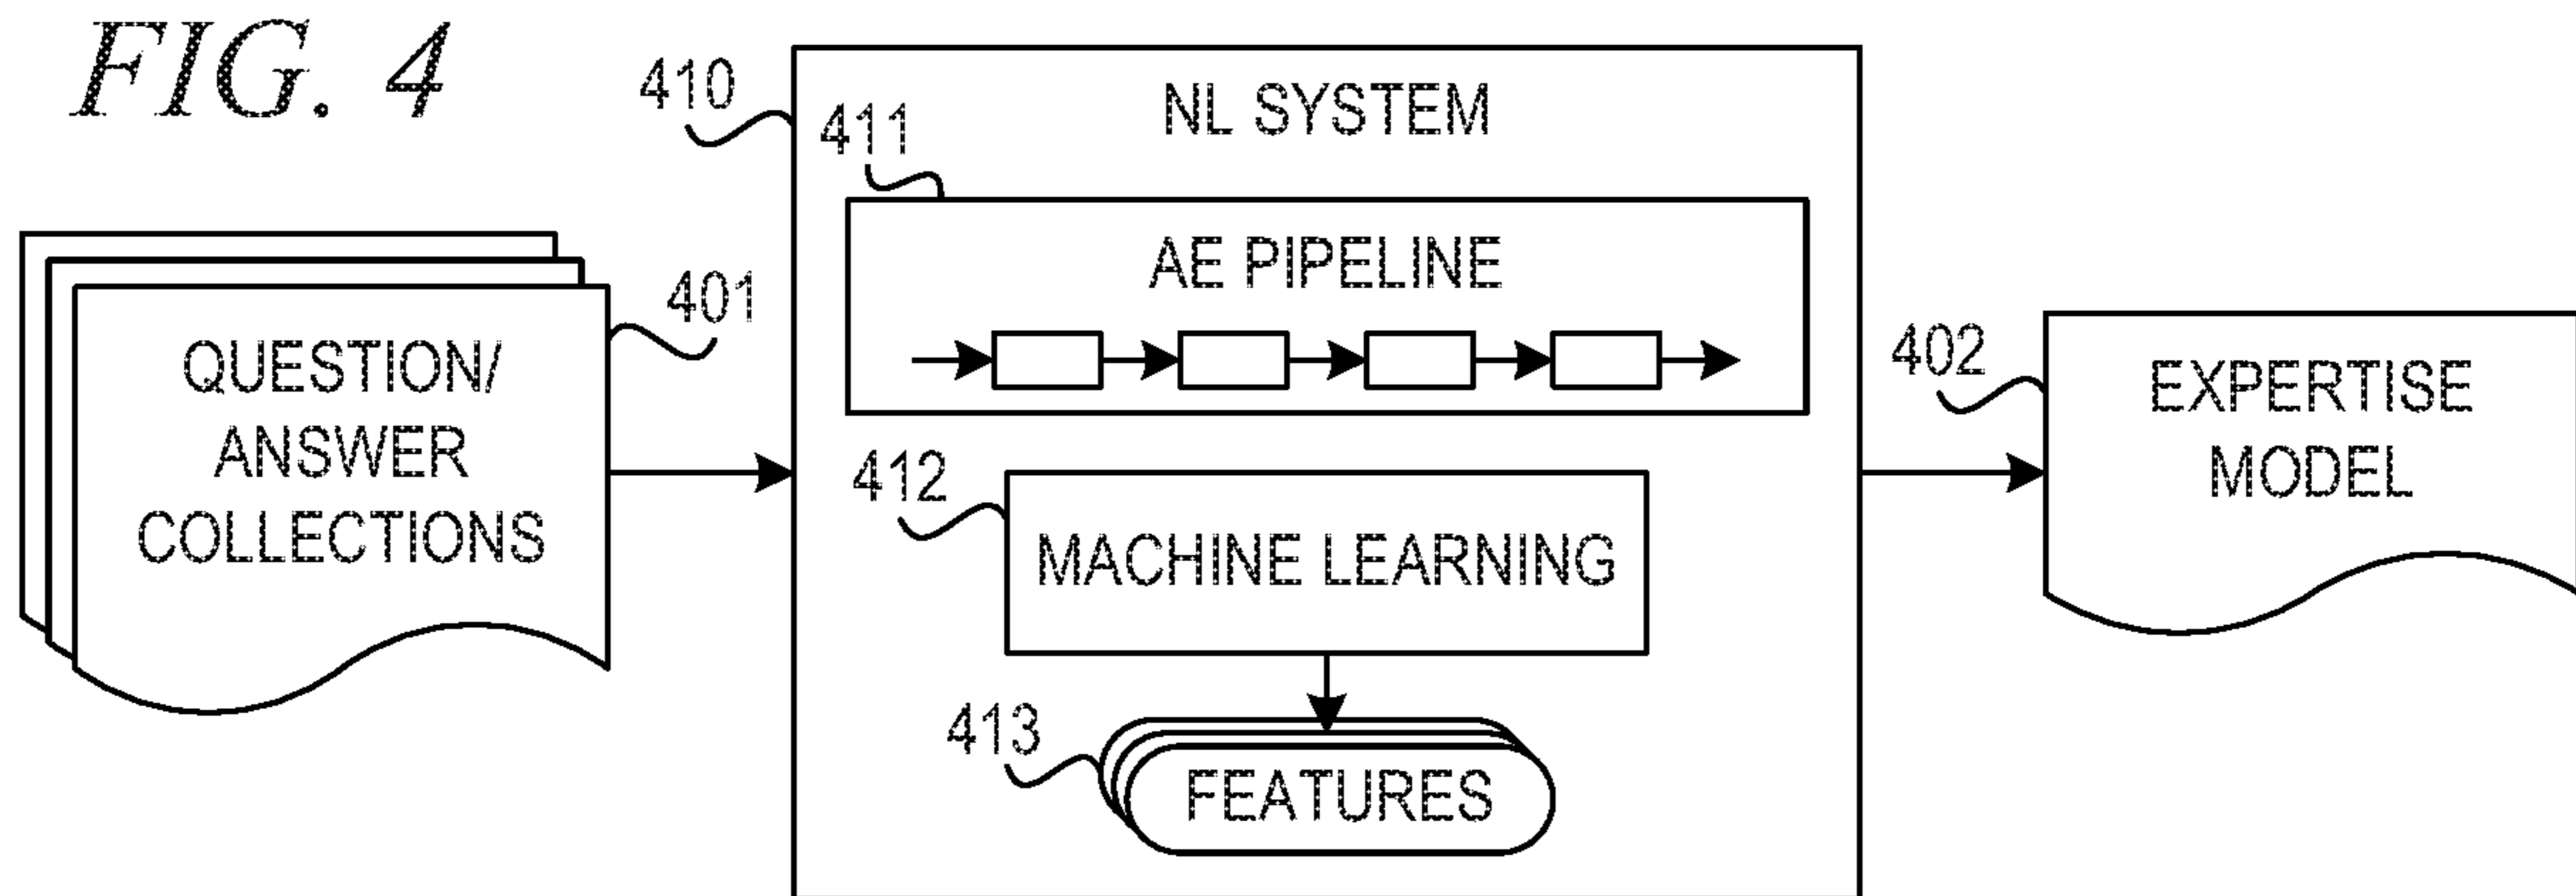 FIG. 4
410
NL SYSTEM
411
AE PIPELINE
401
QUESTION/
ANSWER
COLLECTIONS
402
EXPERTISE
MODEL
412
MACHINE LEARNING
413
FEATURES